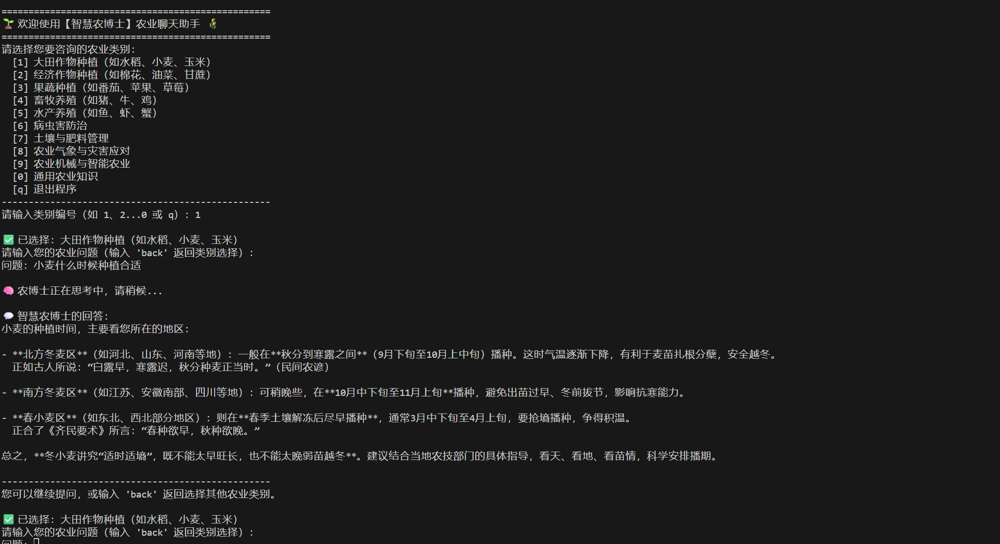 ==================================================
🌱 欢迎使用【智慧农博士】农业聊天助手 🌾
==================================================
请选择您要咨询的农业类别：
[1] 大田作物种植（如水稻、小麦、玉米）
[2] 经济作物种植（如棉花、油菜、甘蔗）
[3] 果蔬种植（如番茄、苹果、草莓）
[4] 畜牧养殖（如猪、牛、鸡）
[5] 水产养殖（如鱼、虾、蟹）
[6] 病虫害防治
[7] 土壤与肥料管理
[8] 农业气象与灾害应对
[9] 农业机械与智能农业
[0] 通用农业知识
[q] 退出程序
--------------------------------------------------
请输入类别编号（如 1、2...0 或 q）: 1
✅ 已选择：大田作物种植（如水稻、小麦、玉米）
请输入您的农业问题（输入 'back' 返回类别选择）:
问题：小麦什么时候种植合适
🧠 农博士正在思考中，请稍候...
💬 智慧农博士的回答：
小麦的种植时间，主要看您所在的地区：
- **北方冬麦区**（如河北、山东、河南等地）：一般在**秋分到寒露之间**（9月下旬至10月上中旬）播种。这时气温逐渐下降，有利于麦苗扎根分蘖，安全越冬。
正如古人所说：“白露早，寒露迟，秋分种麦正当时。”（民间农谚）
- **南方冬麦区**（如江苏、安徽南部、四川等地）：可稍晚些，在**10月中下旬至11月上旬**播种，避免出苗过早、冬前拔节，影响抗寒能力。
- **春小麦区**（如东北、西北部分地区）：则在**春季土壤解冻后尽早播种**，通常3月中下旬至4月上旬，要抢墒播种，争得积温。
正合了《齐民要术》所言：“春种欲早，秋种欲晚。”
总之，**冬小麦讲究“适时适墒”，既不能太早旺长，也不能太晚弱苗越冬**。建议结合当地农技部门的具体指导，看天、看地、看苗情，科学安排播期。
--------------------------------------------------
您可以继续提问，或输入 'back' 返回选择其他农业类别。
✅ 已选择：大田作物种植（如水稻、小麦、玉米）
请输入您的农业问题（输入 'back' 返回类别选择）:
问题：